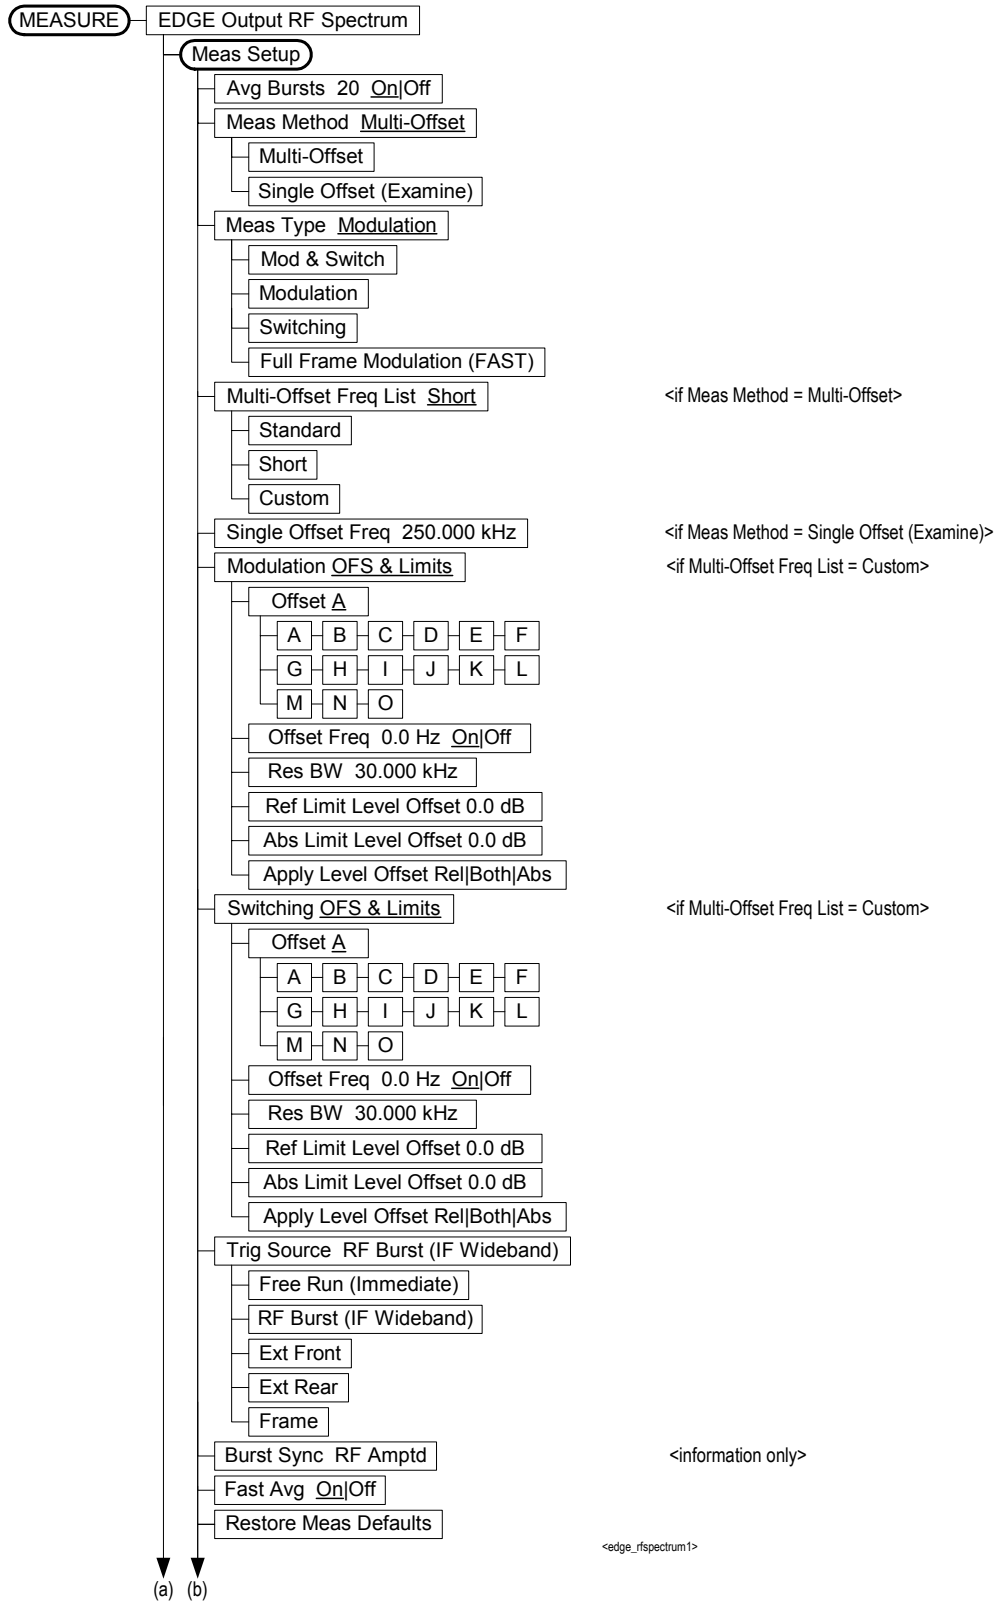 MEASURE EDGE Output RF Spectrum
Meas Setup
Avg Bursts 20 On|Off
Meas Method Multi-Offset
Multi-Offset
Single Offset (Examine)
Meas Type Modulation
Mod & Switch
Modulation
Switching
Full Frame Modulation (FAST)
Multi-Offset Freq List Short <if Meas Method = Multi-Offset>
Standard
Short
Custom
Single Offset Freq 250.000 kHz <if Meas Method = Single Offset (Examine)>
Modulation OFS & Limits <if Multi-Offset Freq List = Custom>
Offset A
A B C D E F
G H I J K L
M N O
Offset Freq 0.0 Hz On|Off
Res BW 30.000 kHz
Ref Limit Level Offset 0.0 dB
Abs Limit Level Offset 0.0 dB
Apply Level Offset Rel|Both|Abs
Switching OFS & Limits <if Multi-Offset Freq List = Custom>
Offset A
A B C D E F
G H I J K L
M N O
Offset Freq 0.0 Hz On|Off
Res BW 30.000 kHz
Ref Limit Level Offset 0.0 dB
Abs Limit Level Offset 0.0 dB
Apply Level Offset Rel|Both|Abs
Trig Source RF Burst (IF Wideband)
Free Run (Immediate)
RF Burst (IF Wideband)
Ext Front
Ext Rear
Frame
Burst Sync RF Amptd <information only>
Fast Avg On|Off
Restore Meas Defaults
<edge_rfspectrum1>
(a) (b)